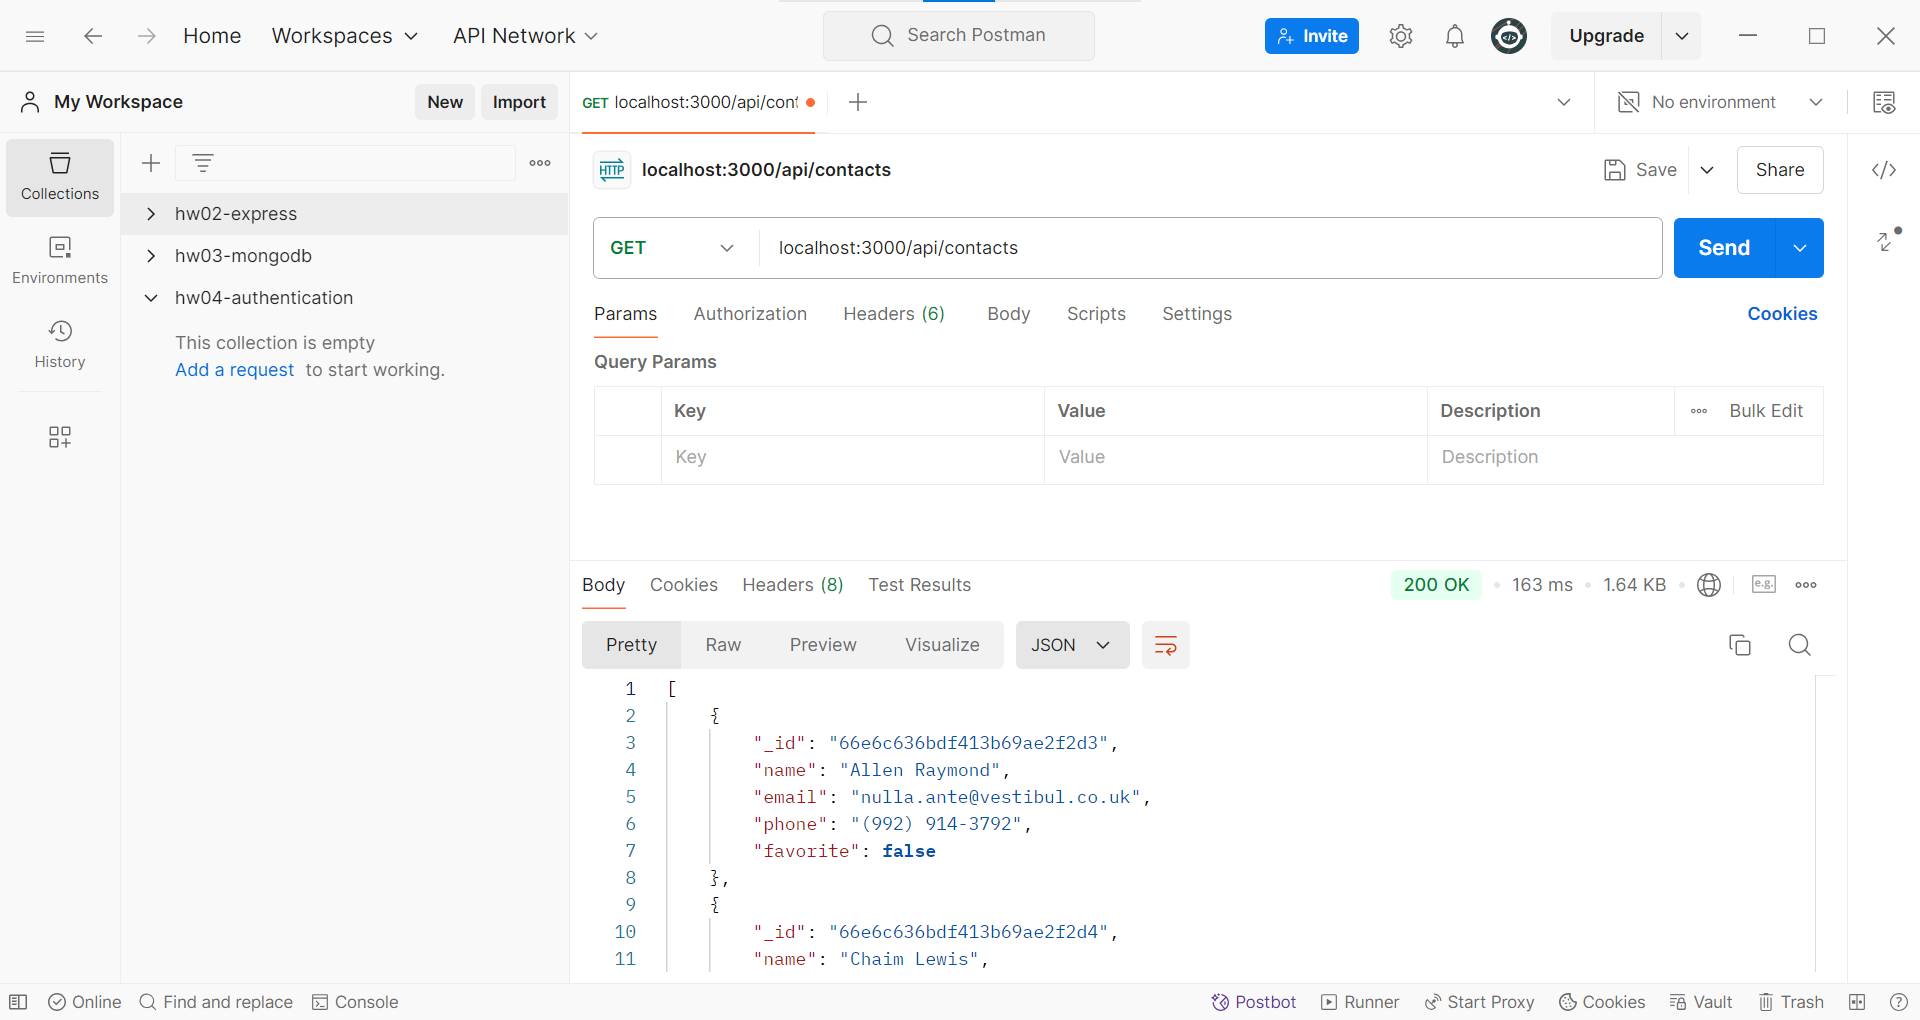 Home Workspaces API Network Search Postman Invite Upgrade
My Workspace New Import GET localhost:3000/api/con No environment
Collections
Environments
History
hw02-express
hw03-mongodb
hw04-authentication
This collection is empty
Add a request to start working.
HTTP localhost:3000/api/contacts Save Share
GET localhost:3000/api/contacts Send
Params Authorization Headers (6) Body Scripts Settings Cookies
Query Params
Key Value Description Bulk Edit
Key Value Description
Body Cookies Headers (8) Test Results 200 OK 163 ms 1.64 KB e.g.
Pretty Raw Preview Visualize JSON
1 [
2 {
3 "_id": "66e6c636bdf413b69ae2f2d3",
4 "name": "Allen Raymond",
5 "email": "nulla.ante@vestibul.co.uk",
6 "phone": "(992) 914-3792",
7 "favorite": false
8 },
9 {
10 "_id": "66e6c636bdf413b69ae2f2d4",
11 "name": "Chaim Lewis",
Online Find and replace Console Postbot Runner Start Proxy Cookies Vault Trash